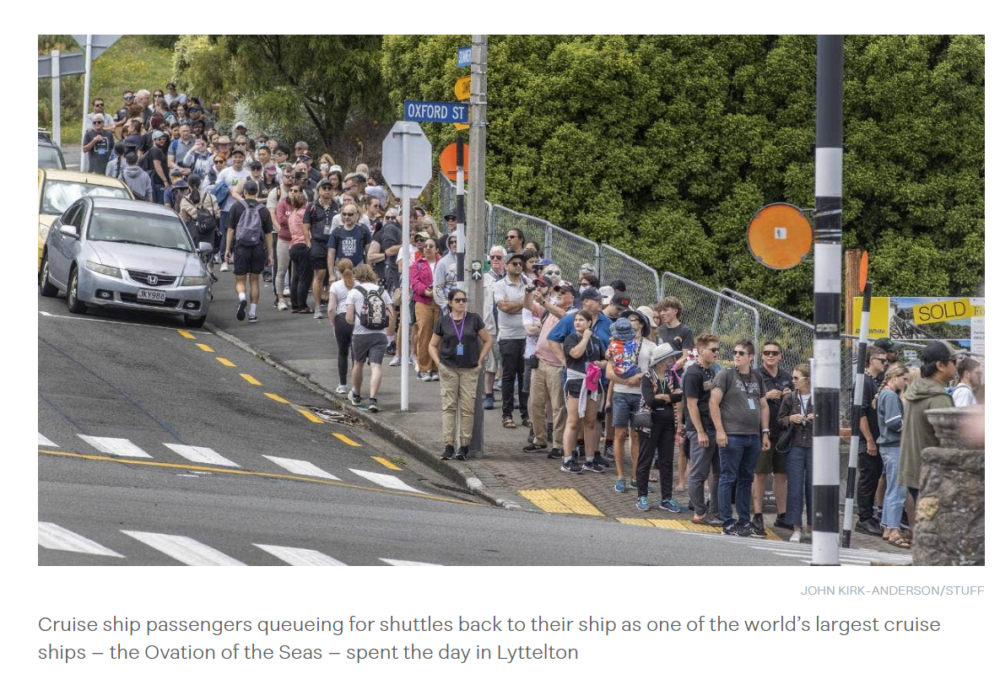 OXFORD ST
JKY988
SOLD
White
JOHN KIRK-ANDERSON/STUFF
Cruise ship passengers queueing for shuttles back to their ship as one of the world's largest cruise
ships – the Ovation of the Seas – spent the day in Lyttelton